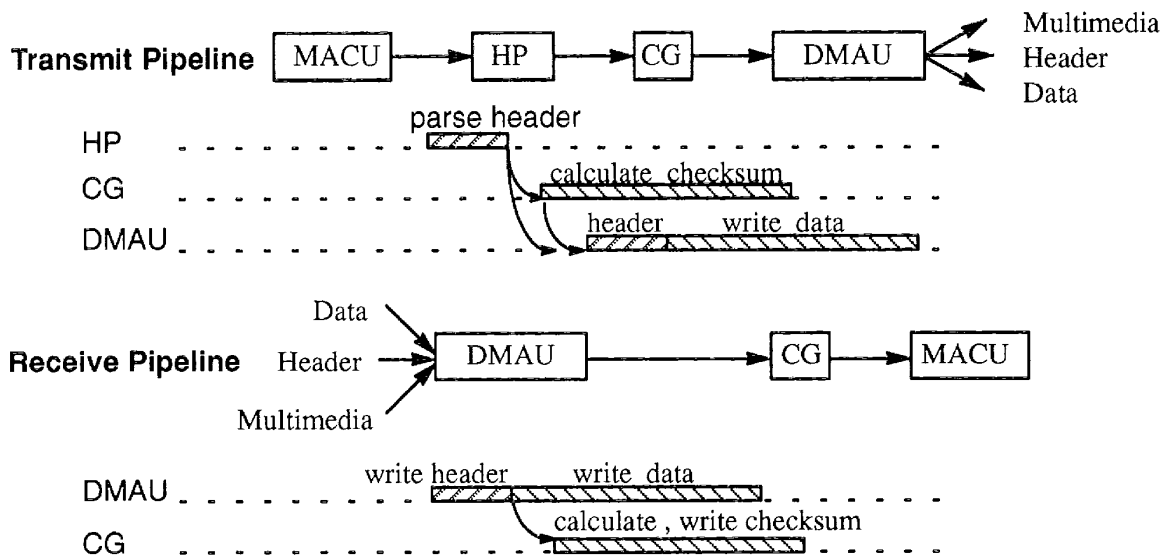 Transmit Pipeline MACU HP CG DMAU Multimedia
Header
Data
parse header
HP
calculate checksum
CG
header write data
DMAU
Data
Receive Pipeline Header DMAU CG MACU
Multimedia
write header write data
DMAU
calculate , write checksum
CG